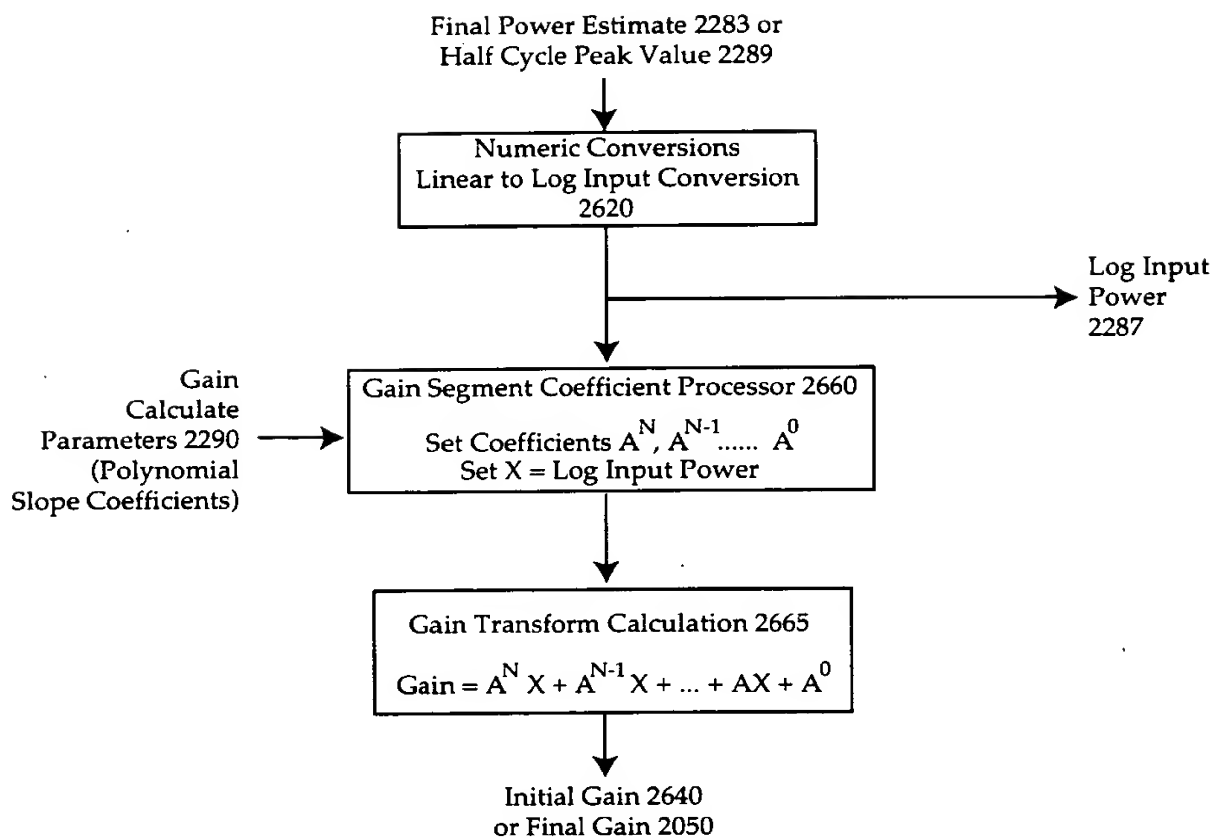 Final Power Estimate 2283 or
Half Cycle Peak Value 2289
Numeric Conversions
Linear to Log Input Conversion
2620
Log Input
Power
2287
Gain
Calculate
Parameters 2290
(Polynomial
Slope Coefficients)
Gain Segment Coefficient Processor 2660
Set Coefficients A^N, A^N-1...... A^0
Set X = Log Input Power
Gain Transform Calculation 2665
Gain = A^N X + A^N-1 X + ... + AX + A^0
Initial Gain 2640
or Final Gain 2050